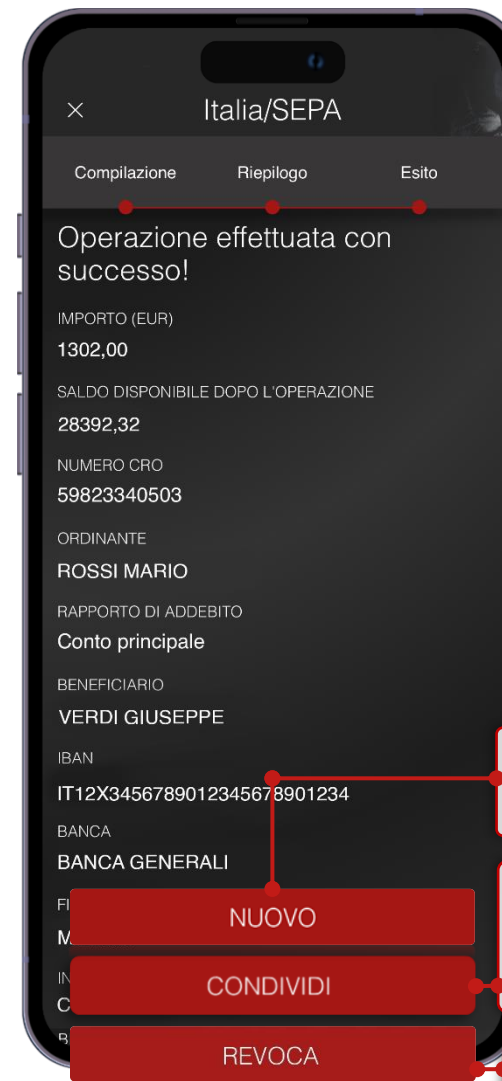 Italia/SEPA
Compilazione Riepilogo Esito
Operazione effettuata con
successo!
IMPORTO (EUR)
1302,00
SALDO DISPONIBILE DOPO L'OPERAZIONE
28392,32
NUMERO CRO
59823340503
ORDINANTE
ROSSI MARIO
RAPPORTO DI ADDEBITO
Conto principale
BENEFICIARIO
VERDI GIUSEPPE
IBAN
IT12X3456789012345678901234
BANCA
BANCA GENERALI
NUOVO
CONDIVIDI
REVOCA